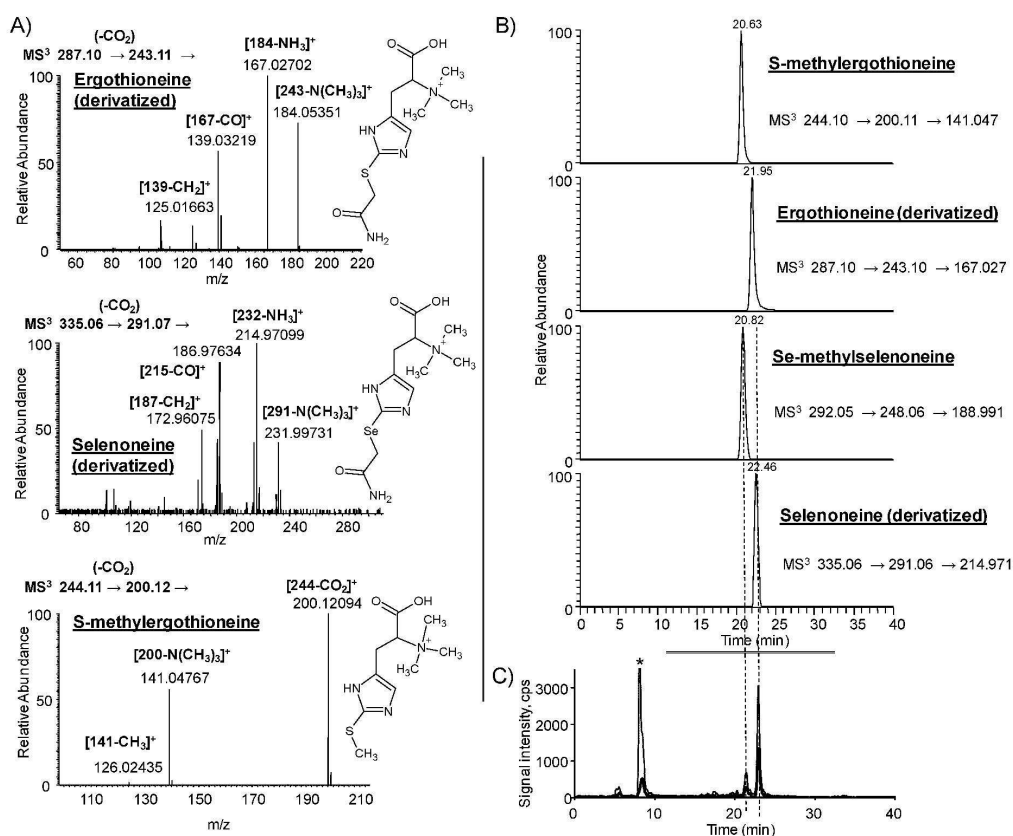 A)
(-CO₂)
MS³ 287.10 → 243.11 →
Ergothioneine
(derivatized)
[184-NH₃]⁺
167.02702
[243-N(CH₃)₃]⁺
184.05351
[167-CO]⁺
139.03219
[139-CH₂]⁺
125.01663
Relative Abundance
100
50
0
60 80 100 120 140 160 180 200 220
m/z
O
OH
CH₃
N⁺
CH₃
H₃C
HN
N
S
O
NH₂
(-CO₂)
MS³ 335.06 → 291.07 →
[232-NH₃]⁺
214.97099
186.97634
[215-CO]⁺
[187-CH₂]⁺
172.96075
[291-N(CH₃)₃]⁺
231.99731
Selenoneine
(derivatized)
Relative Abundance
100
50
0
80 120 160 200 240 280
m/z
O
OH
CH₃
N⁺
CH₃
H₃C
HN
N
Se
O
NH₂
(-CO₂)
MS³ 244.11 → 200.12 →
[244-CO₂]⁺
200.12094
S-methylergothioneine
[200-N(CH₃)₃]⁺
141.04767
[141-CH₃]⁺
126.02435
Relative Abundance
100
50
0
110 130 150 170 190 210
m/z
O
OH
CH₃
N⁺
CH₃
H₃C
HN
N
S
CH₃
B)
20.63
100
0
S-methylergothioneine
MS³ 244.10 → 200.11 → 141.047
21.95
100
0
Ergothioneine (derivatized)
MS³ 287.10 → 243.10 → 167.027
Relative Abundance
20.82
100
0
Se-methylselenoneine
MS³ 292.05 → 248.06 → 188.991
22.46
100
0
Selenoneine (derivatized)
MS³ 335.06 → 291.06 → 214.971
0 5 10 15 20 25 30 35 40
Time (min)
C)
*
Signal intensity, cps
3000
2000
1000
0
0 10 20 30 40
Time (min)